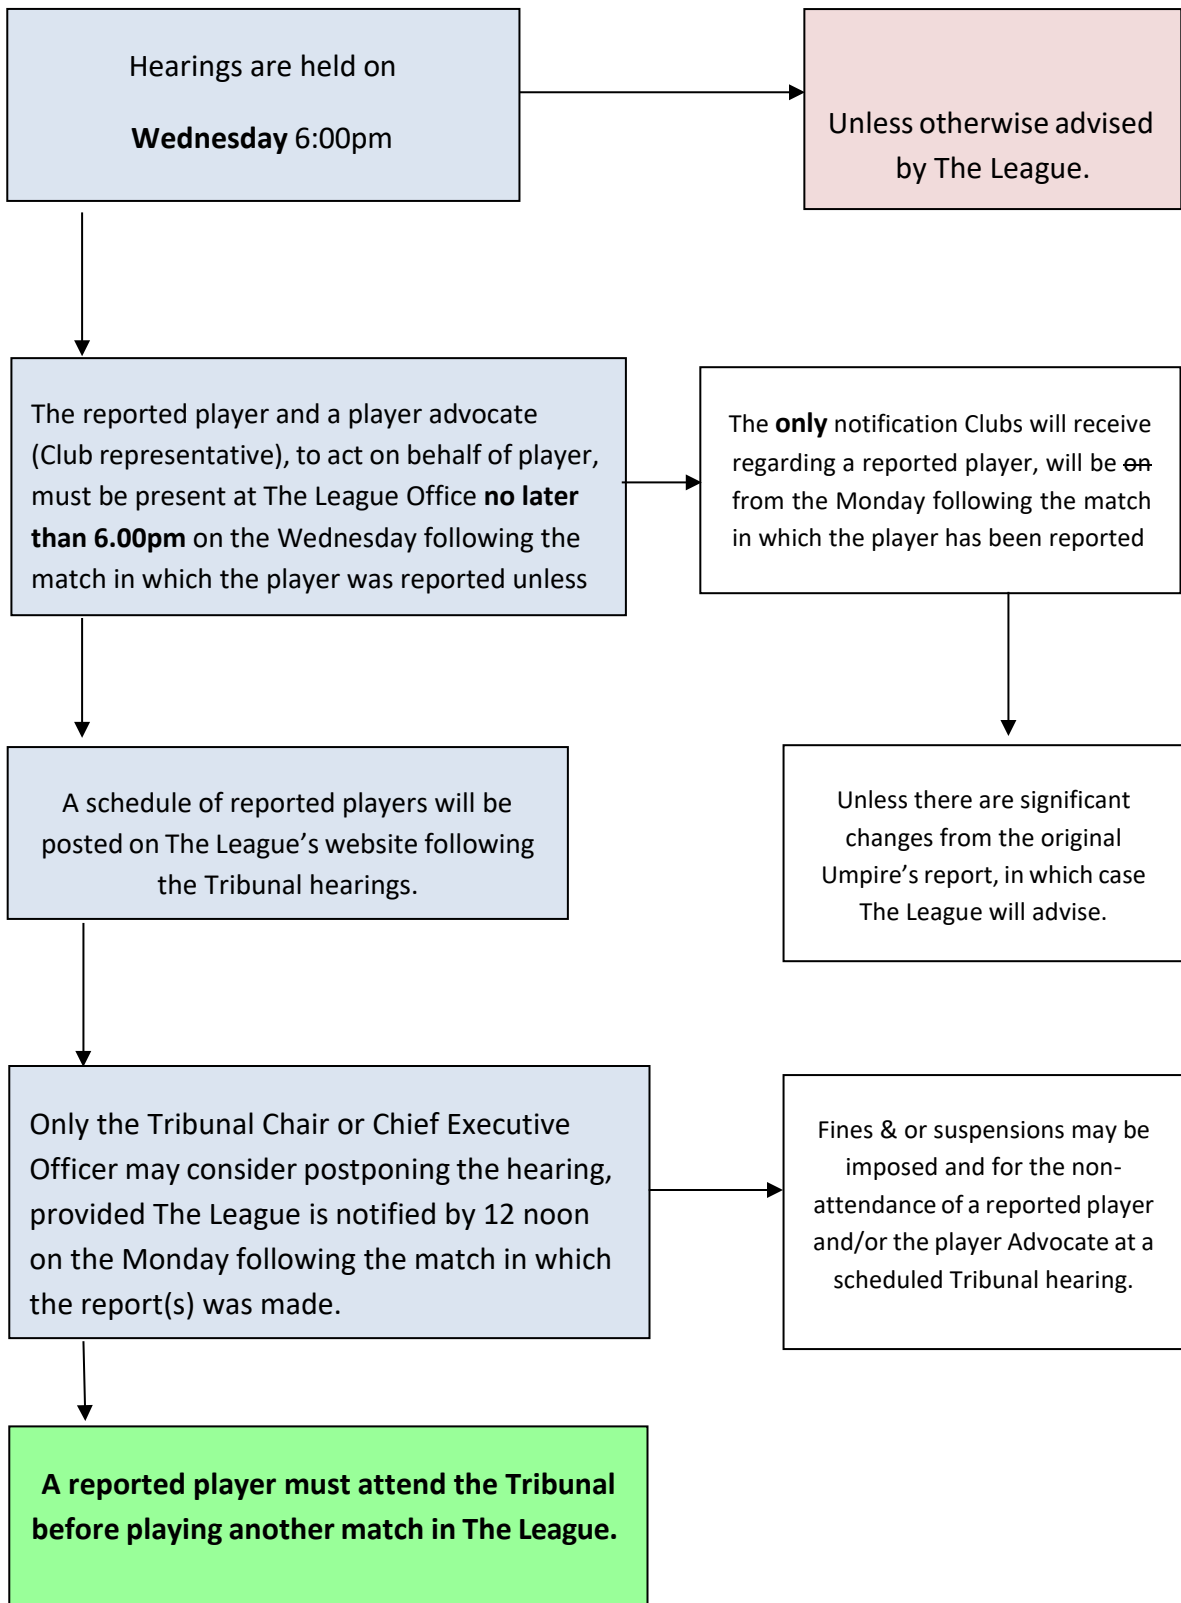 Hearings are held on
Wednesday 6:00pm
Unless otherwise advised
by The League.
The reported player and a player advocate
(Club representative), to act on behalf of player,
must be present at The League Office no later
than 6.00pm on the Wednesday following the
match in which the player was reported unless
The only notification Clubs will receive
regarding a reported player, will be on
from the Monday following the match
in which the player has been reported
A schedule of reported players will be
posted on The League’s website following
the Tribunal hearings.
Unless there are significant
changes from the original
Umpire’s report, in which case
The League will advise.
Only the Tribunal Chair or Chief Executive
Officer may consider postponing the hearing,
provided The League is notified by 12 noon
on the Monday following the match in which
the report(s) was made.
Fines & or suspensions may be
imposed and for the non-
attendance of a reported player
and/or the player Advocate at a
scheduled Tribunal hearing.
A reported player must attend the Tribunal
before playing another match in The League.